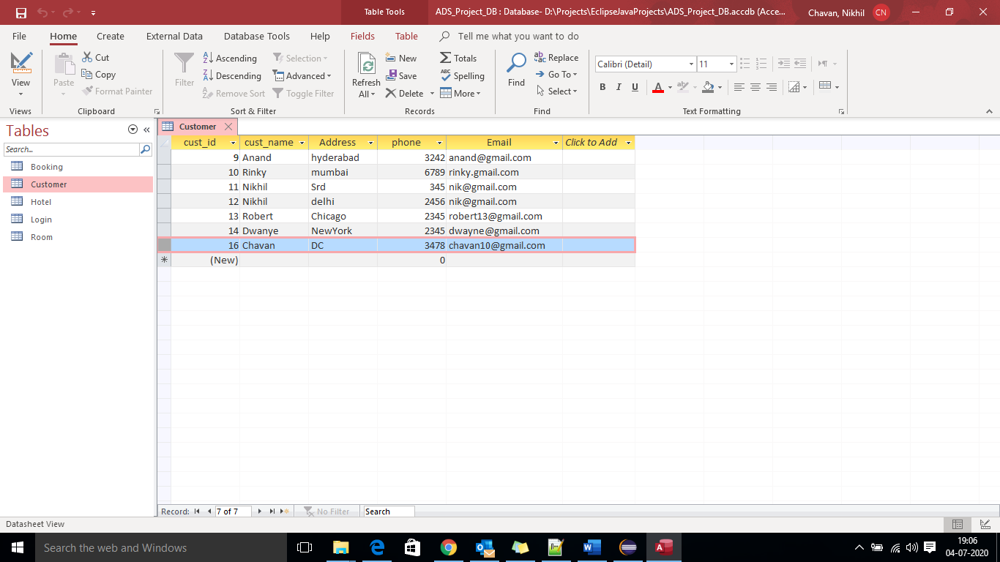 Table Tools
ADS_Project_DB : Database- D:\Projects\EclipseJavaProjects\ADS_Project_DB.accdb (Acce...
Chavan, Nikhil
CN
File Home Create External Data Database Tools Help Fields Table Tell me what you want to do
View
Views
Paste
Cut
Copy
Format Painter
Clipboard
Filter
Ascending
Descending
Remove Sort
Selection
Advanced
Toggle Filter
Sort & Filter
Refresh
All
New
Save
Delete
Totals
Spelling
More
Records
Find
Replace
Go To
Select
Find
Calibri (Detail) 11
B I U
Text Formatting
Tables
Search...
Booking
Customer
Hotel
Login
Room
Customer
cust_id cust_name Address phone Email Click to Add
9 Anand hyderabad 3242 anand@gmail.com
10 Rinky mumbai 6789 rinky.gmail.com
11 Nikhil Srd 345 nik@gmail.com
12 Nikhil delhi 2456 nik@gmail.com
13 Robert Chicago 2345 robert13@gmail.com
14 Dwanye NewYork 2345 dwayne@gmail.com
16 Chavan DC 3478 chavan10@gmail.com
(New) 0
Record: 7 of 7 No Filter Search
Datasheet View
Search the web and Windows
19:06
04-07-2020